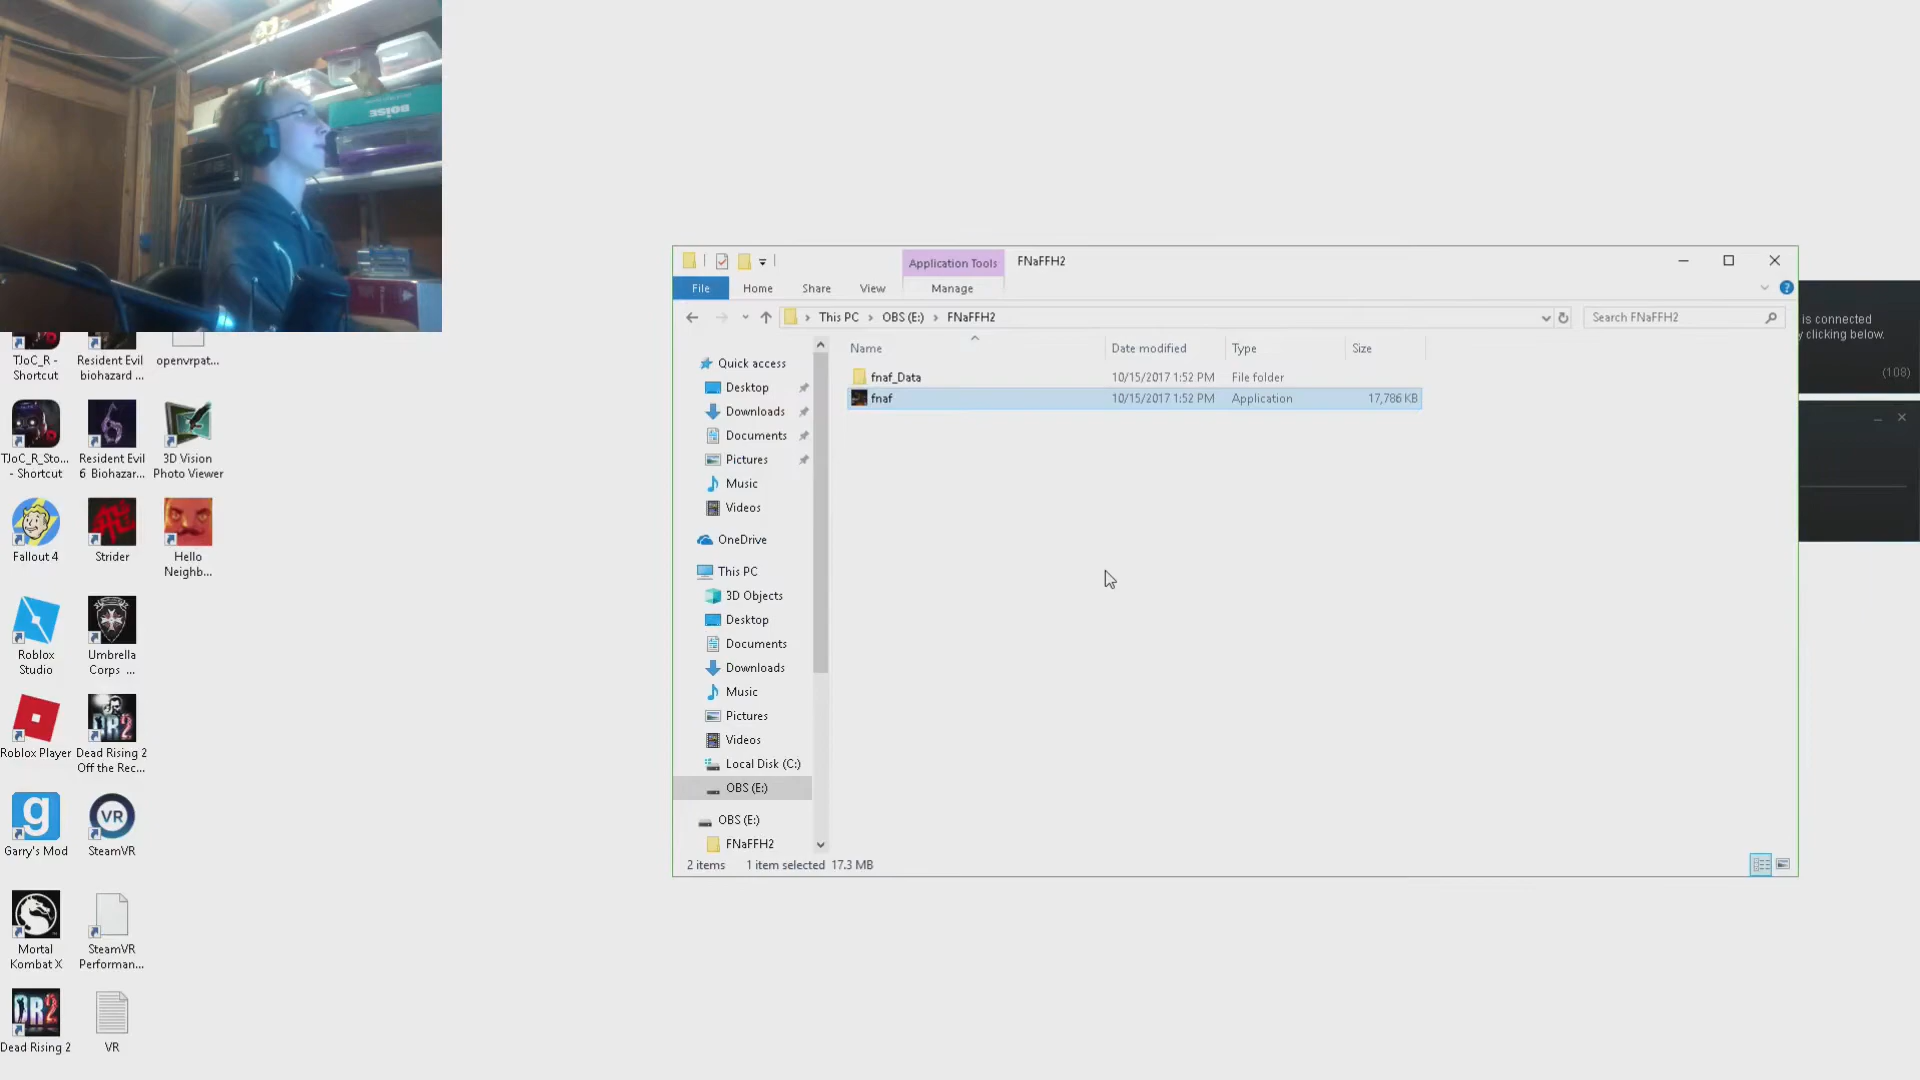 BOISE
Application Tools
FNaFFH2
File
Home
Share
View
Manage
This PC
OBS (E:)
FNaFFH2
Search FNaFFH2
Name
Date modified
Type
Size
fnaf_Data
10/15/2017 1:52 PM
File folder
fnaf
10/15/2017 1:52 PM
Application
17,786 KB
Quick access
Desktop
Downloads
Documents
Pictures
Music
Videos
OneDrive
This PC
3D Objects
Desktop
Documents
Downloads
Music
Pictures
Videos
Local Disk (C:)
OBS (E:)
OBS (E:)
FNaFFH2
2 items
1 item selected 17.3 MB
is connected
y clicking below.
(108)
TJoC_R -
Shortcut
Resident Evil
biohazard ...
openvrpat...
TJoC_R_Sto...
- Shortcut
Resident Evil
6 Biohazar...
3D Vision
Photo Viewer
Fallout 4
Strider
Hello
Neighb...
Roblox
Studio
Umbrella
Corps ...
Roblox Player
DR2
Dead Rising 2
Off the Rec...
g
Garry's Mod
VR
SteamVR
Mortal
Kombat X
SteamVR
Performan...
DR2
Dead Rising 2
VR